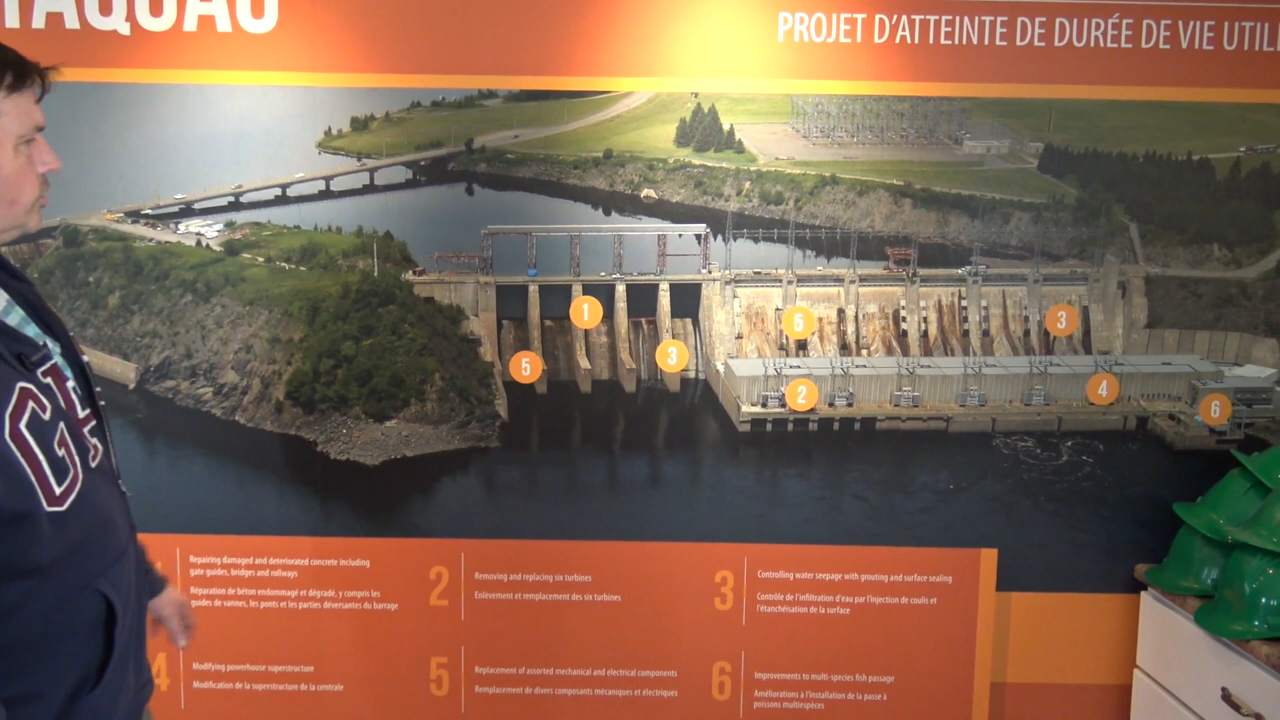 TAQUAC
PROJET D'ATTEINTE DE DURÉE DE VIE UTIL
1
5
3
5
3
2
4
6
GA
Repairing damaged and deteriorated concrete including
gate guides, bridges and rollways
Réparation de béton endommagé et dégradé, y compris les
guides de vannes, les ponts et les parties déversantes du barrage
2
Removing and replacing six turbines
Enlèvement et remplacement des six turbines
3
Controlling water seepage with grouting and surface sealing
Contrôle de l'infiltration d'eau par l'injection de coulis et
l'étanchéisation de la surface
4
Modifying powerhouse superstructure
Modification de la superstructure de la centrale
5
Replacement of assorted mechanical and electrical components
Remplacement de divers composants mécaniques et électriques
6
Improvements to multi-species fish passage
Améliorations à l'installation de la passe à
poissons multiespèces